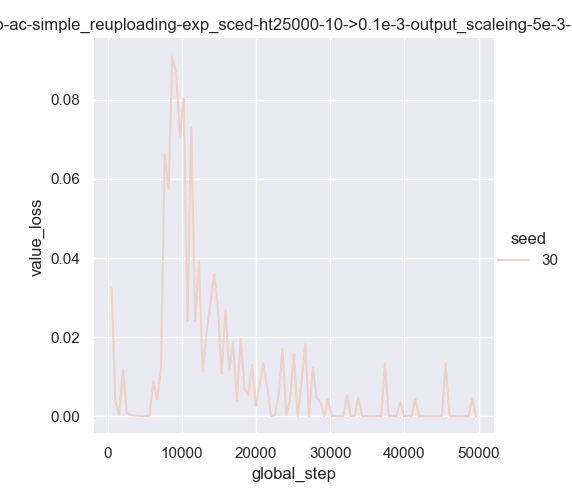 o-ac-simple_reuploading-exp_sced-ht25000-10->0.1e-3-output_scaleing-5e-3-
0.08
0.06
0.04
0.02
0.00
value_loss
0 10000 20000 30000 40000 50000
global_step
seed
30